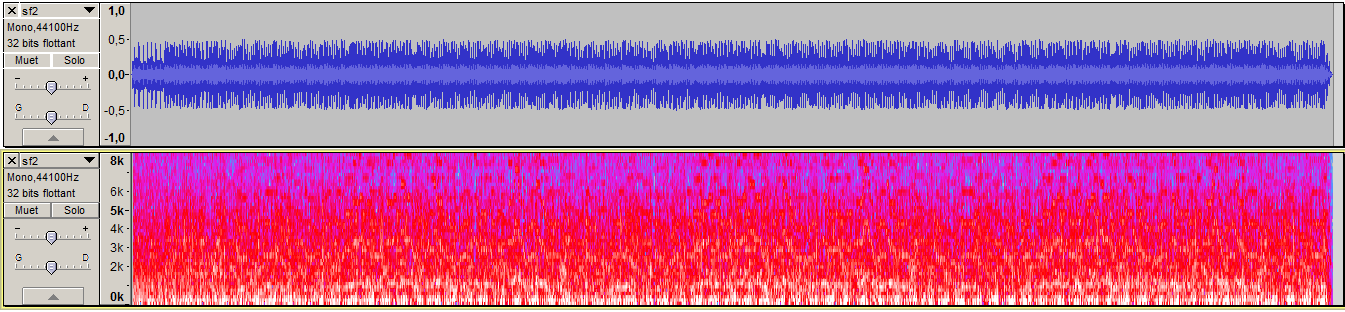 sf2
Mono,44100Hz
32 bits flottant
Muet Solo
- +
G D
1,0
0,5-
0,0-
-0,5-
-1,0
sf2
Mono,44100Hz
32 bits flottant
Muet Solo
- +
G D
8k
6k
5k
4k
3k
2k
0k